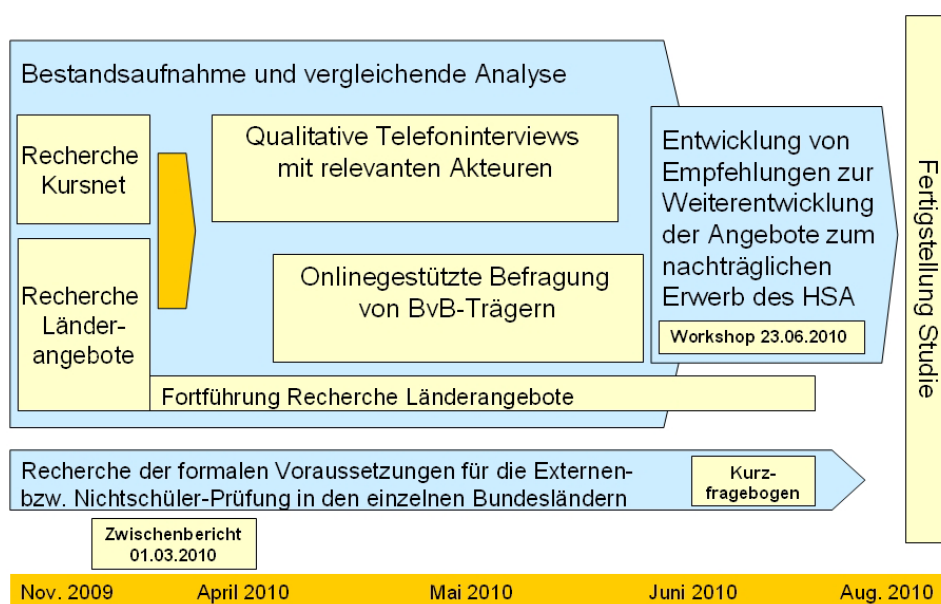 Bestandsaufnahme und vergleichende Analyse
Recherche
Kursnet
Qualitative Telefoninterviews
mit relevanten Akteuren
Recherche
Länder-
angebote
Onlinegestützte Befragung
von BvB-Trägern
Fortführung Recherche Länderangebote
Entwicklung von
Empfehlungen zur
Weiterentwicklung
der Angebote zum
nachträglichen
Erwerb des HSA
Workshop 23.06.2010
Fertigstellung Studie
Recherche der formalen Voraussetzungen für die Externen-
bzw. Nichtschüler-Prüfung in den einzelnen Bundesländern
Kurz-
fragebogen
Zwischenbericht
01.03.2010
Nov. 2009 April 2010 Mai 2010 Juni 2010 Aug. 2010